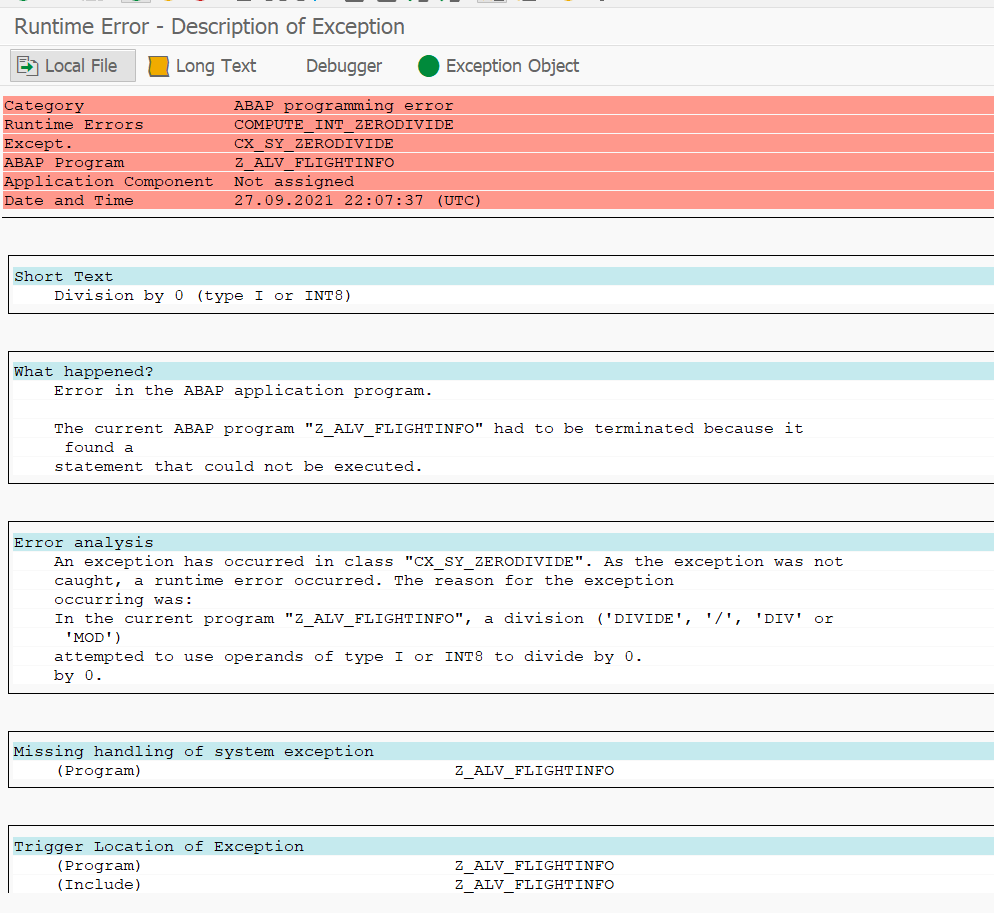 Runtime Error - Description of Exception
Local File Long Text Debugger Exception Object
Category ABAP programming error
Runtime Errors COMPUTE_INT_ZERODIVIDE
Except. CX_SY_ZERODIVIDE
ABAP Program Z_ALV_FLIGHTINFO
Application Component Not assigned
Date and Time 27.09.2021 22:07:37 (UTC)
Short Text
Division by 0 (type I or INT8)
What happened?
Error in the ABAP application program.
The current ABAP program "Z_ALV_FLIGHTINFO" had to be terminated because it
found a
statement that could not be executed.
Error analysis
An exception has occurred in class "CX_SY_ZERODIVIDE". As the exception was not
caught, a runtime error occurred. The reason for the exception
occurring was:
In the current program "Z_ALV_FLIGHTINFO", a division ('DIVIDE', '/', 'DIV' or
'MOD')
attempted to use operands of type I or INT8 to divide by 0.
by 0.
Missing handling of system exception
(Program) Z_ALV_FLIGHTINFO
Trigger Location of Exception
(Program) Z_ALV_FLIGHTINFO
(Include) Z_ALV_FLIGHTINFO